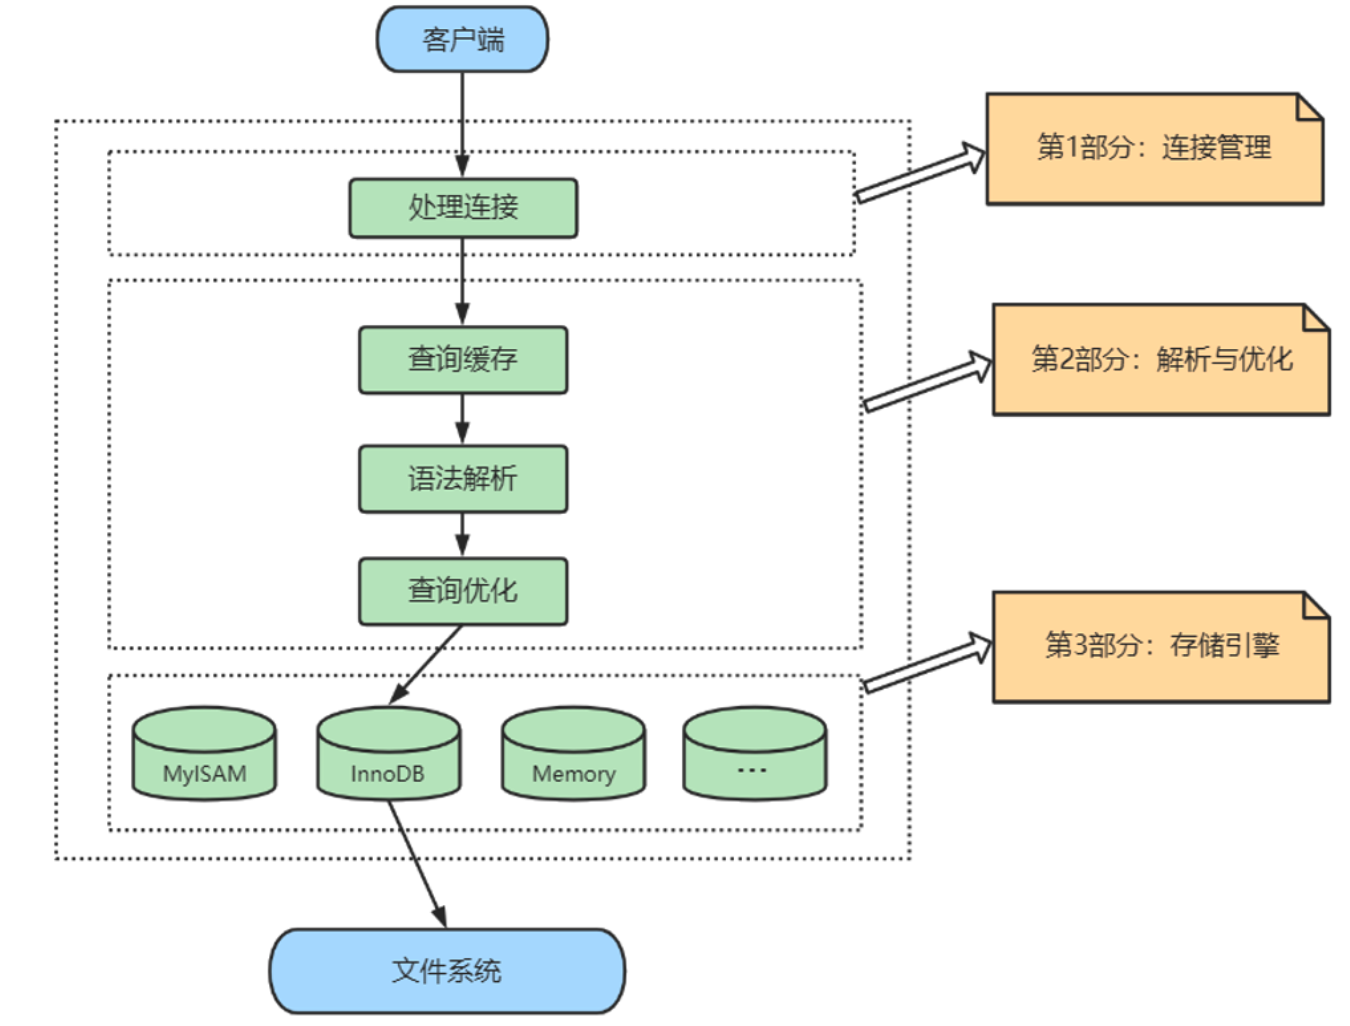 客户端
处理连接
第1部分：连接管理
查询缓存
第2部分：解析与优化
语法解析
查询优化
第3部分：存储引擎
MyISAM
InnoDB
Memory
...
文件系统